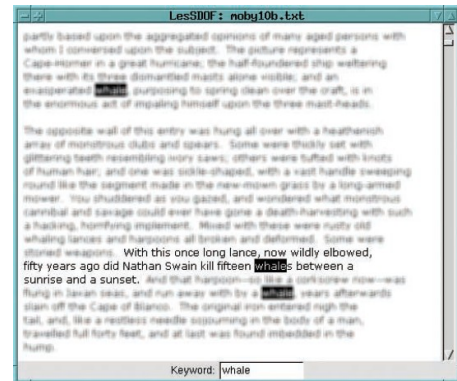 LesSDOF: moby10b.txt
partly based upon the aggregated opinions of many aged persons with
whom I conversed upon the subject. The picture represents a
Cape-Horner in a great hurricane; the half-foundered ship weltering
there with its three dismantled masts alone visible; and an
exasperated whale, purposing to spring clean over the craft, is in
the enormous act of impaling himself upon the three mast-heads.
The opposite wall of this entry was hung all over with a heathenish
array of monstrous clubs and spears. Some were thickly set with
glittering teeth resembling ivory saws; others were tufted with knots
of human hair; and one was sickle-shaped, with a vast handle sweeping
round like the segment made in the new-mown grass by a long-armed
mower. You shuddered as you gazed, and wondered what monstrous
cannibal and savage could ever have gone a death-harvesting with such
a hacking, horrifying implement. Mixed with these were rusty old
whaling lances and harpoons all broken and deformed. Some were
storied weapons. With this once long lance, now wildly elbowed,
fifty years ago did Nathan Swain kill fifteen whales between a
sunrise and a sunset. And that harpoon--so like a corkscrew now--was
flung in Javan seas, and run away with by a whale, years afterwards
slain off the Cape of Blanco. The original iron entered nigh the
tail, and, like a restless needle sojourning in the body of a man,
travelled full forty feet, and at last was found imbedded in the
hump.
Keyword: whale